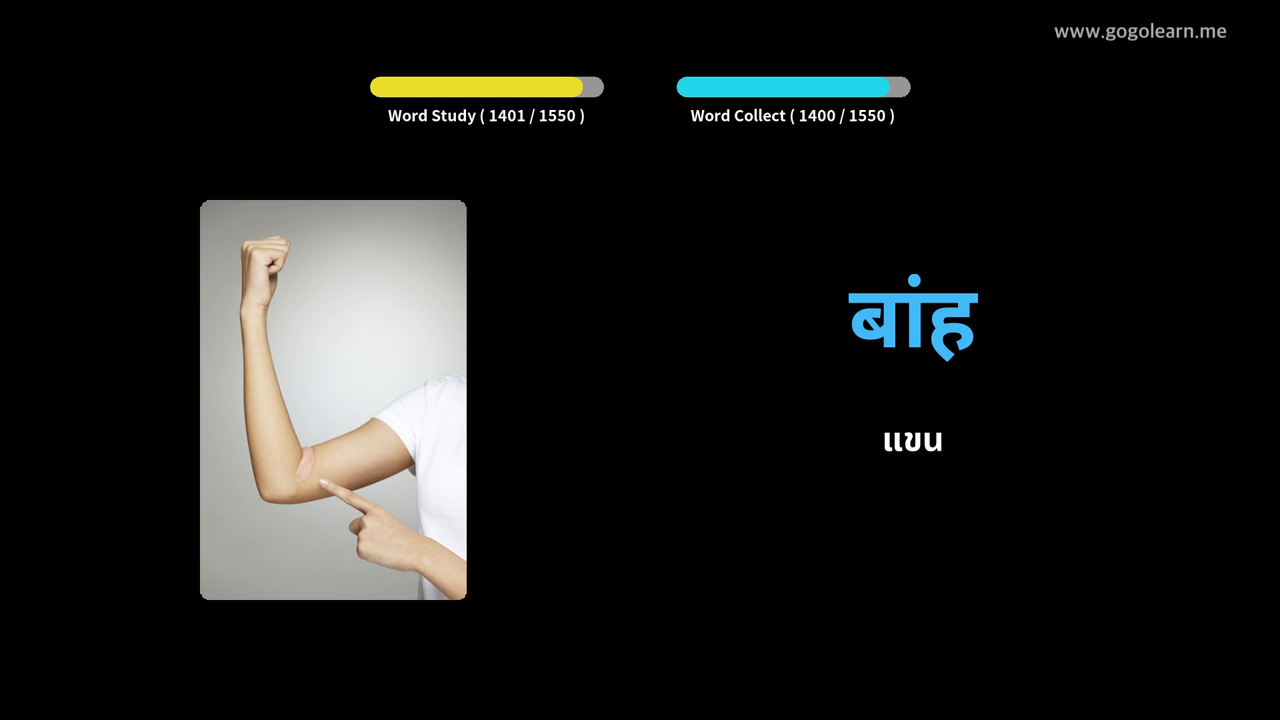 www.gogolearn.me
Word Study ( 1401 / 1550 )
Word Collect ( 1400 / 1550 )
बांह
แขน